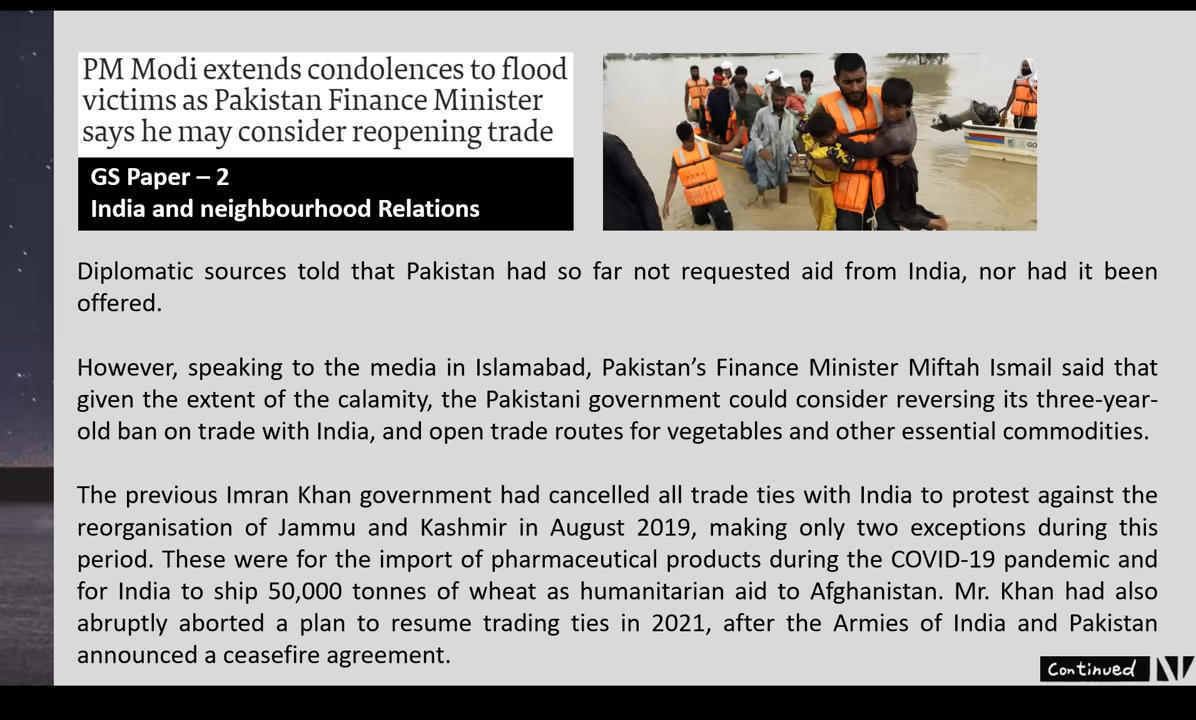 PM Modi extends condolences to flood
victims as Pakistan Finance Minister
says he may consider reopening trade
GS Paper – 2
India and neighbourhood Relations
Diplomatic sources told that Pakistan had so far not requested aid from India, nor had it been
offered.
However, speaking to the media in Islamabad, Pakistan’s Finance Minister Miftah Ismail said that
given the extent of the calamity, the Pakistani government could consider reversing its three-year-
old ban on trade with India, and open trade routes for vegetables and other essential commodities.
The previous Imran Khan government had cancelled all trade ties with India to protest against the
reorganisation of Jammu and Kashmir in August 2019, making only two exceptions during this
period. These were for the import of pharmaceutical products during the COVID-19 pandemic and
for India to ship 50,000 tonnes of wheat as humanitarian aid to Afghanistan. Mr. Khan had also
abruptly aborted a plan to resume trading ties in 2021, after the Armies of India and Pakistan
announced a ceasefire agreement.
Continued